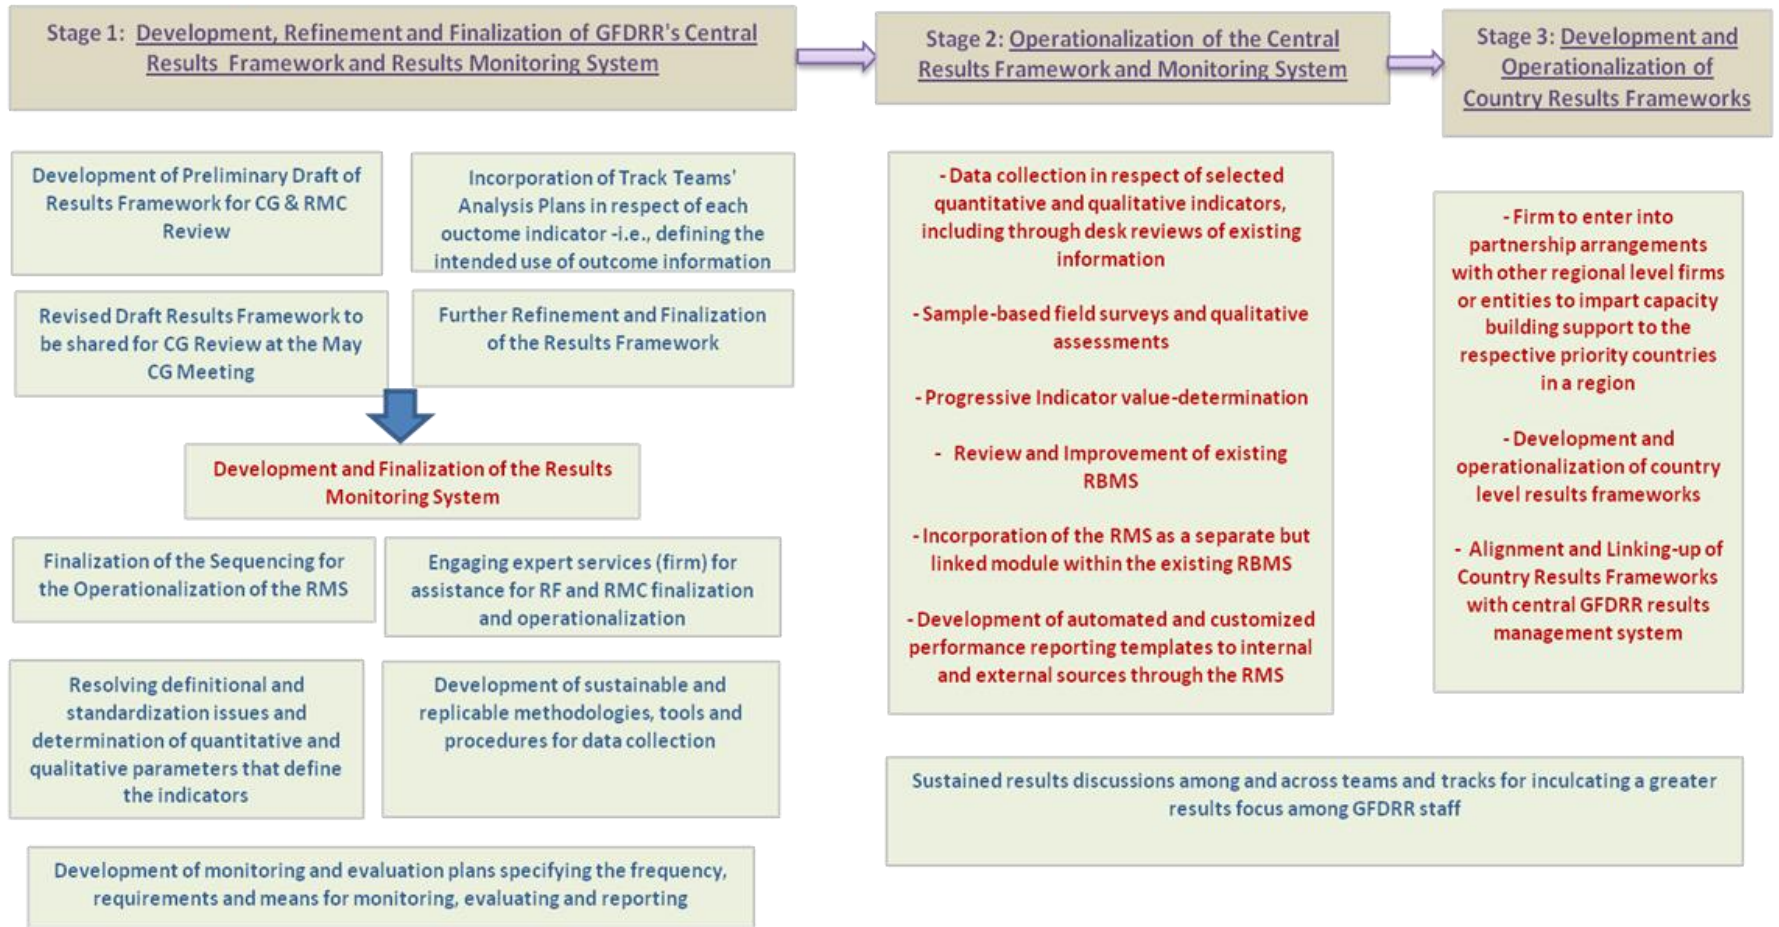 Stage 1: Development, Refinement and Finalization of GFDRR's Central
Results Framework and Results Monitoring System
Stage 2: Operationalization of the Central
Results Framework and Monitoring System
Stage 3: Development and
Operationalization of
Country Results Frameworks
Development of Preliminary Draft of
Results Framework for CG & RMC
Review
Incorporation of Track Teams'
Analysis Plans in respect of each
ouctome indicator -i.e., defining the
intended use of outcome information
Revised Draft Results Framework to
be shared for CG Review at the May
CG Meeting
Further Refinement and Finalization
of the Results Framework
Development and Finalization of the Results
Monitoring System
Finalization of the Sequencing for
the Operationalization of the RMS
Engaging expert services (firm) for
assistance for RF and RMC finalization
and operationalization
Resolving definitional and
standardization issues and
determination of quantitative and
qualitative parameters that define
the indicators
Development of sustainable and
replicable methodologies, tools and
procedures for data collection
Development of monitoring and evaluation plans specifying the frequency,
requirements and means for monitoring, evaluating and reporting
- Data collection in respect of selected
quantitative and qualitative indicators,
including through desk reviews of existing
information
- Sample-based field surveys and qualitative
assessments
- Progressive Indicator value-determination
- Review and Improvement of existing
RBMS
- Incorporation of the RMS as a separate but
linked module within the existing RBMS
- Development of automated and customized
performance reporting templates to internal
and external sources through the RMS
- Firm to enter into
partnership arrangements
with other regional level firms
or entities to impart capacity
building support to the
respective priority countries
in a region
- Development and
operationalization of country
level results frameworks
- Alignment and Linking-up of
Country Results Frameworks
with central GFDRR results
management system
Sustained results discussions among and across teams and tracks for inculcating a greater
results focus among GFDRR staff